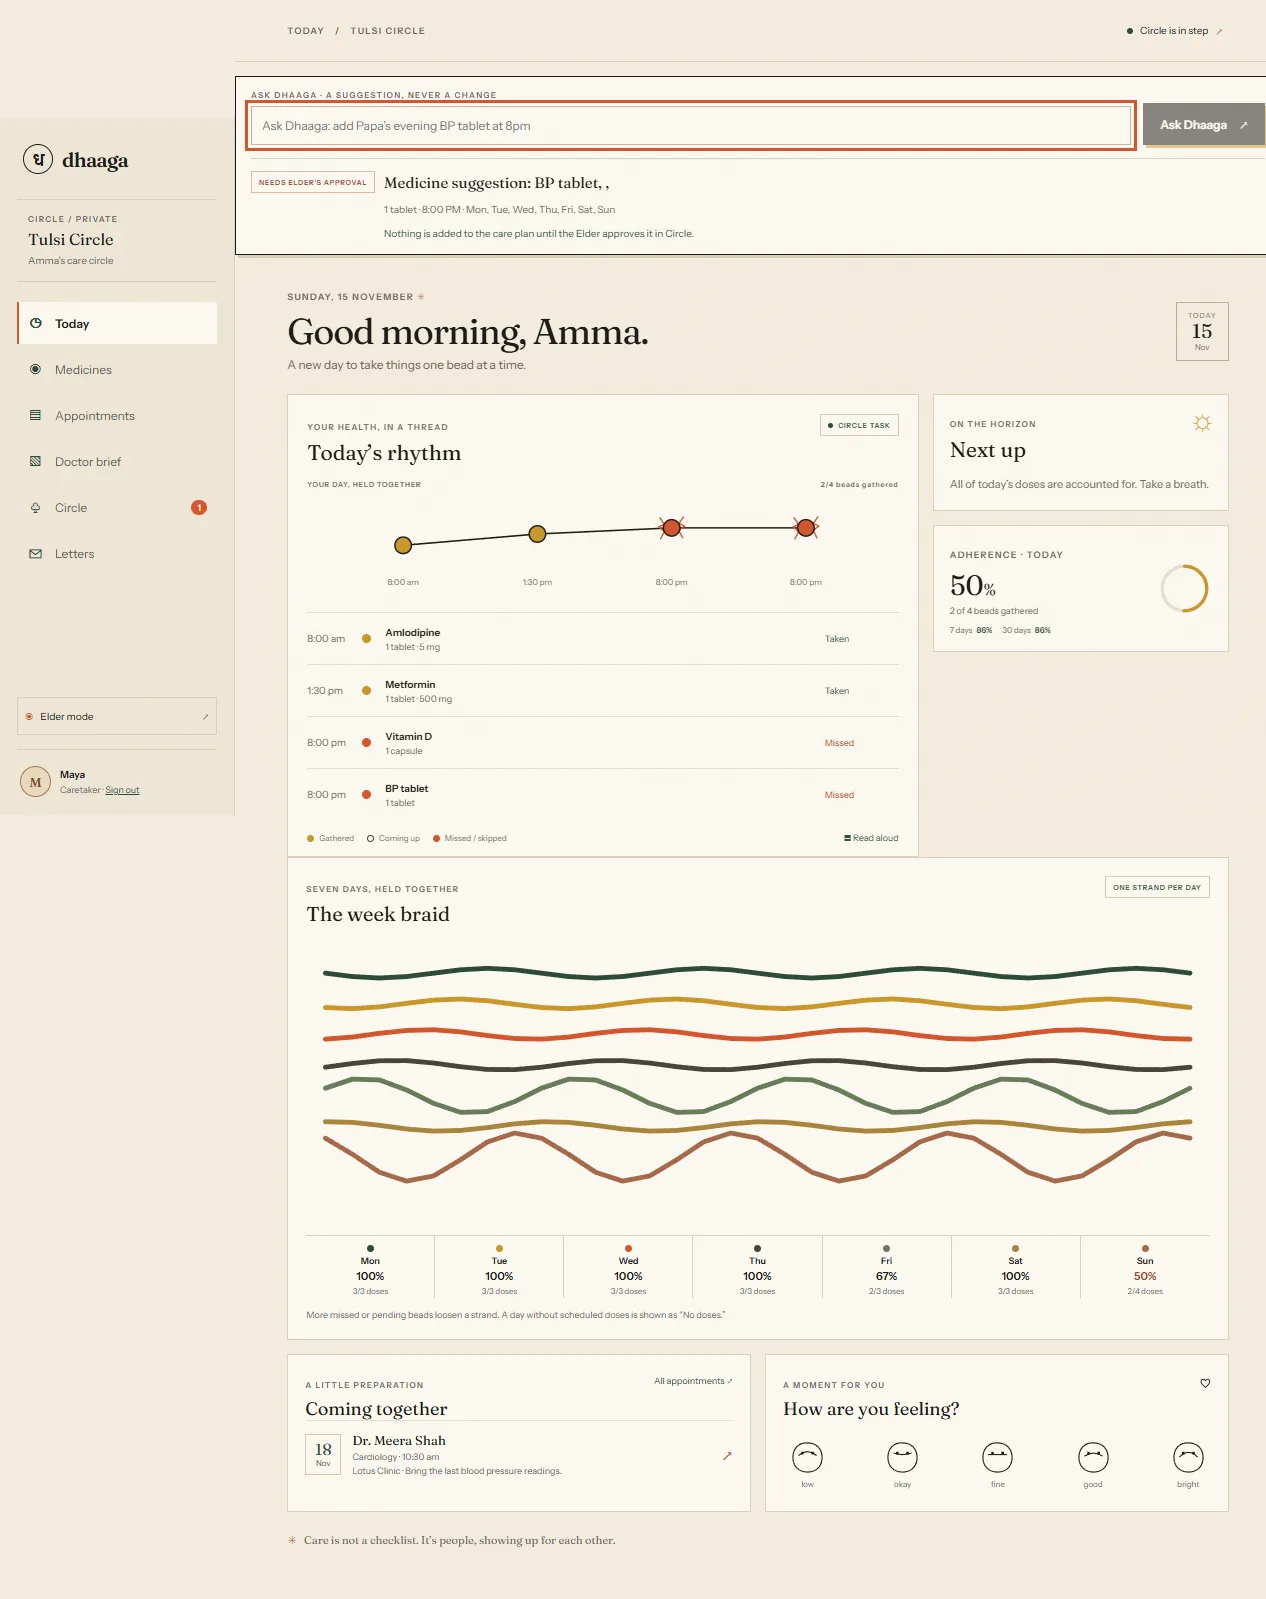 TODAY / TULSI CIRCLE
Circle is in step ↗
ASK DHAAGA · A SUGGESTION, NEVER A CHANGE
Ask Dhaaga: add Papa's evening BP tablet at 8pm
Ask Dhaaga ↗
NEEDS ELDER'S APPROVAL
Medicine suggestion: BP tablet, ,
1 tablet · 8:00 PM · Mon, Tue, Wed, Thu, Fri, Sat, Sun
Nothing is added to the care plan until the Elder approves it in Circle.
ध dhaaga
CIRCLE / PRIVATE
Tulsi Circle
Amma's care circle
Today
Medicines
Appointments
Doctor brief
Circle 1
Letters
Elder mode ↗
M
Maya
Caretaker · Sign out
SUNDAY, 15 NOVEMBER
Good morning, Amma.
A new day to take things one bead at a time.
TODAY
15
Nov
YOUR HEALTH, IN A THREAD
Today's rhythm
CIRCLE TASK
YOUR DAY, HELD TOGETHER
2/4 beads gathered
8:00 am 1:30 pm 8:00 pm 8:00 pm
8:00 am Amlodipine Taken
1 tablet · 5 mg
1:30 pm Metformin Taken
1 tablet · 500 mg
8:00 pm Vitamin D Missed
1 capsule
8:00 pm BP tablet Missed
1 tablet
Gathered Coming up Missed / skipped
Read aloud
ON THE HORIZON
Next up
All of today's doses are accounted for. Take a breath.
ADHERENCE · TODAY
50%
2 of 4 beads gathered
7 days 86% 30 days 86%
SEVEN DAYS, HELD TOGETHER
The week braid
ONE STRAND PER DAY
Mon Tue Wed Thu Fri Sat Sun
100% 100% 100% 100% 67% 100% 50%
3/3 doses 3/3 doses 3/3 doses 3/3 doses 2/3 doses 3/3 doses 2/4 doses
More missed or pending beads loosen a strand. A day without scheduled doses is shown as “No doses.”
A LITTLE PREPARATION
Coming together
All appointments ↗
18
Nov
Dr. Meera Shah
Cardiology · 10:30 am
Lotus Clinic · Bring the last blood pressure readings.
↗
A MOMENT FOR YOU
How are you feeling?
low okay fine good bright
Care is not a checklist. It's people, showing up for each other.